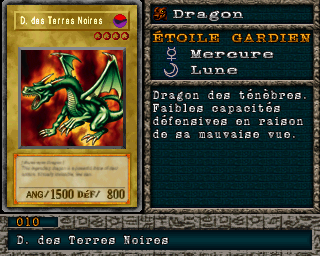 D. des Terres Noires
Dragon
ÉTOILE GARDIEN
Mercure
Lune
Dragon des ténèbres.
Faibles capacités
défensives en raison
de sa mauvaise vue.
ANG/1500 DÉF/ 800
010
D. des Terres Noires